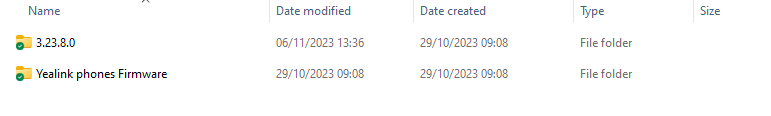 Name Date modified Date created Type Size
3.23.8.0 06/11/2023 13:36 29/10/2023 09:08 File folder
Yealink phones Firmware 29/10/2023 09:08 29/10/2023 09:08 File folder